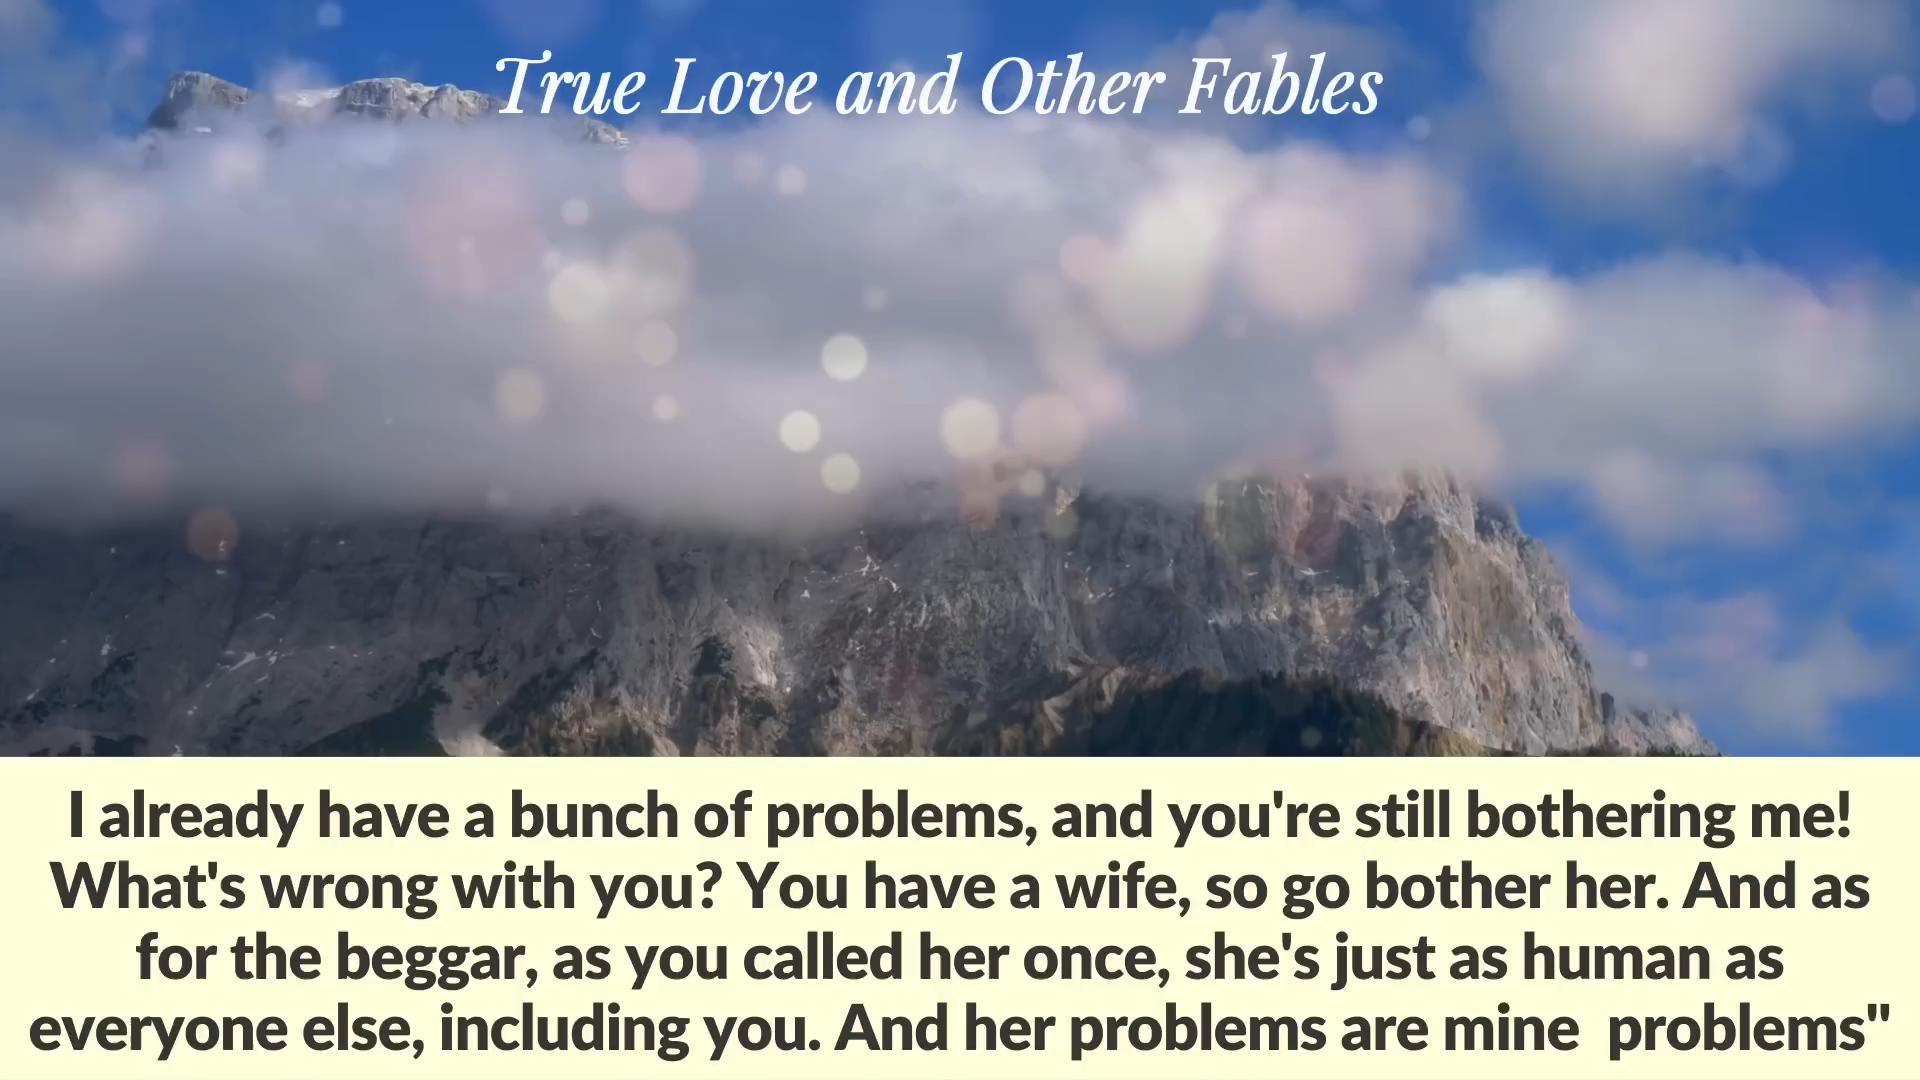 True Love and Other Fables
I already have a bunch of problems, and you're still bothering me!
What's wrong with you? You have a wife, so go bother her. And as
for the beggar, as you called her once, she's just as human as
everyone else, including you. And her problems are mine  problems"